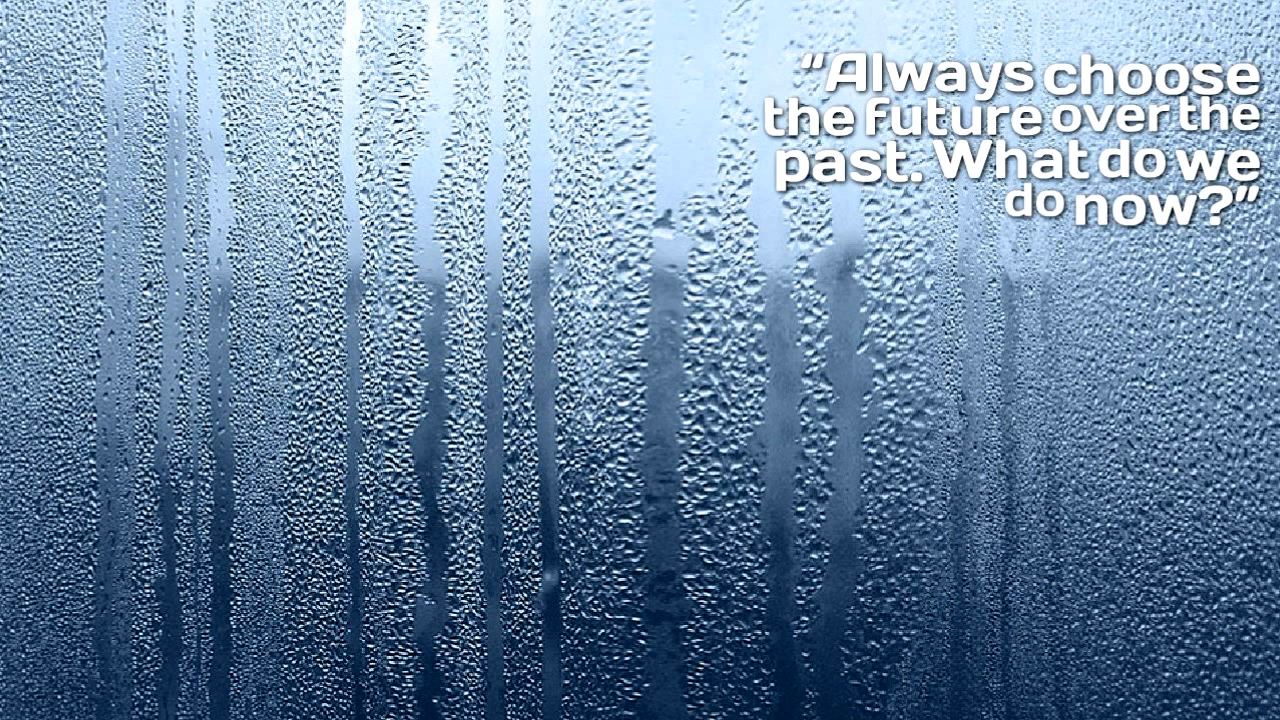 “Always choose
the future over the
past. What do we
do now?”